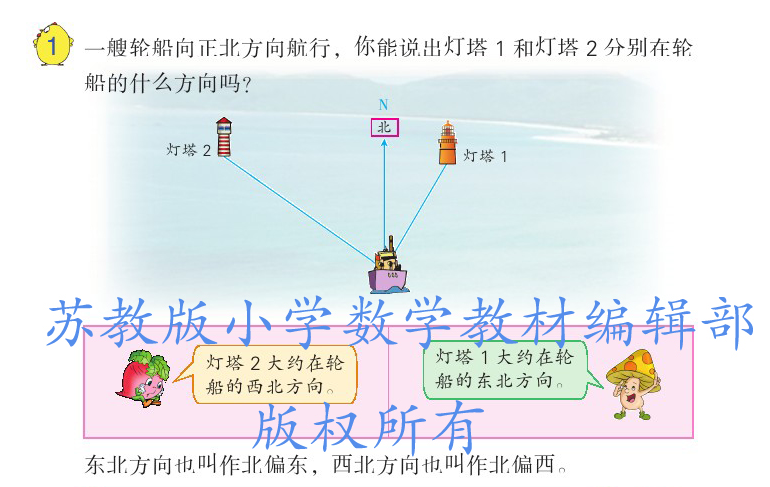 1 一艘轮船向正北方向航行，你能说出灯塔 1 和灯塔 2 分别在轮
船的什么方向吗？
N
北
灯塔 2
灯塔 1
苏教版小学数学教材编辑部
灯塔 2 大约在轮
船的西北方向。
灯塔 1 大约在轮
船的东北方向。
版权所有
东北方向也叫作北偏东，西北方向也叫作北偏西。